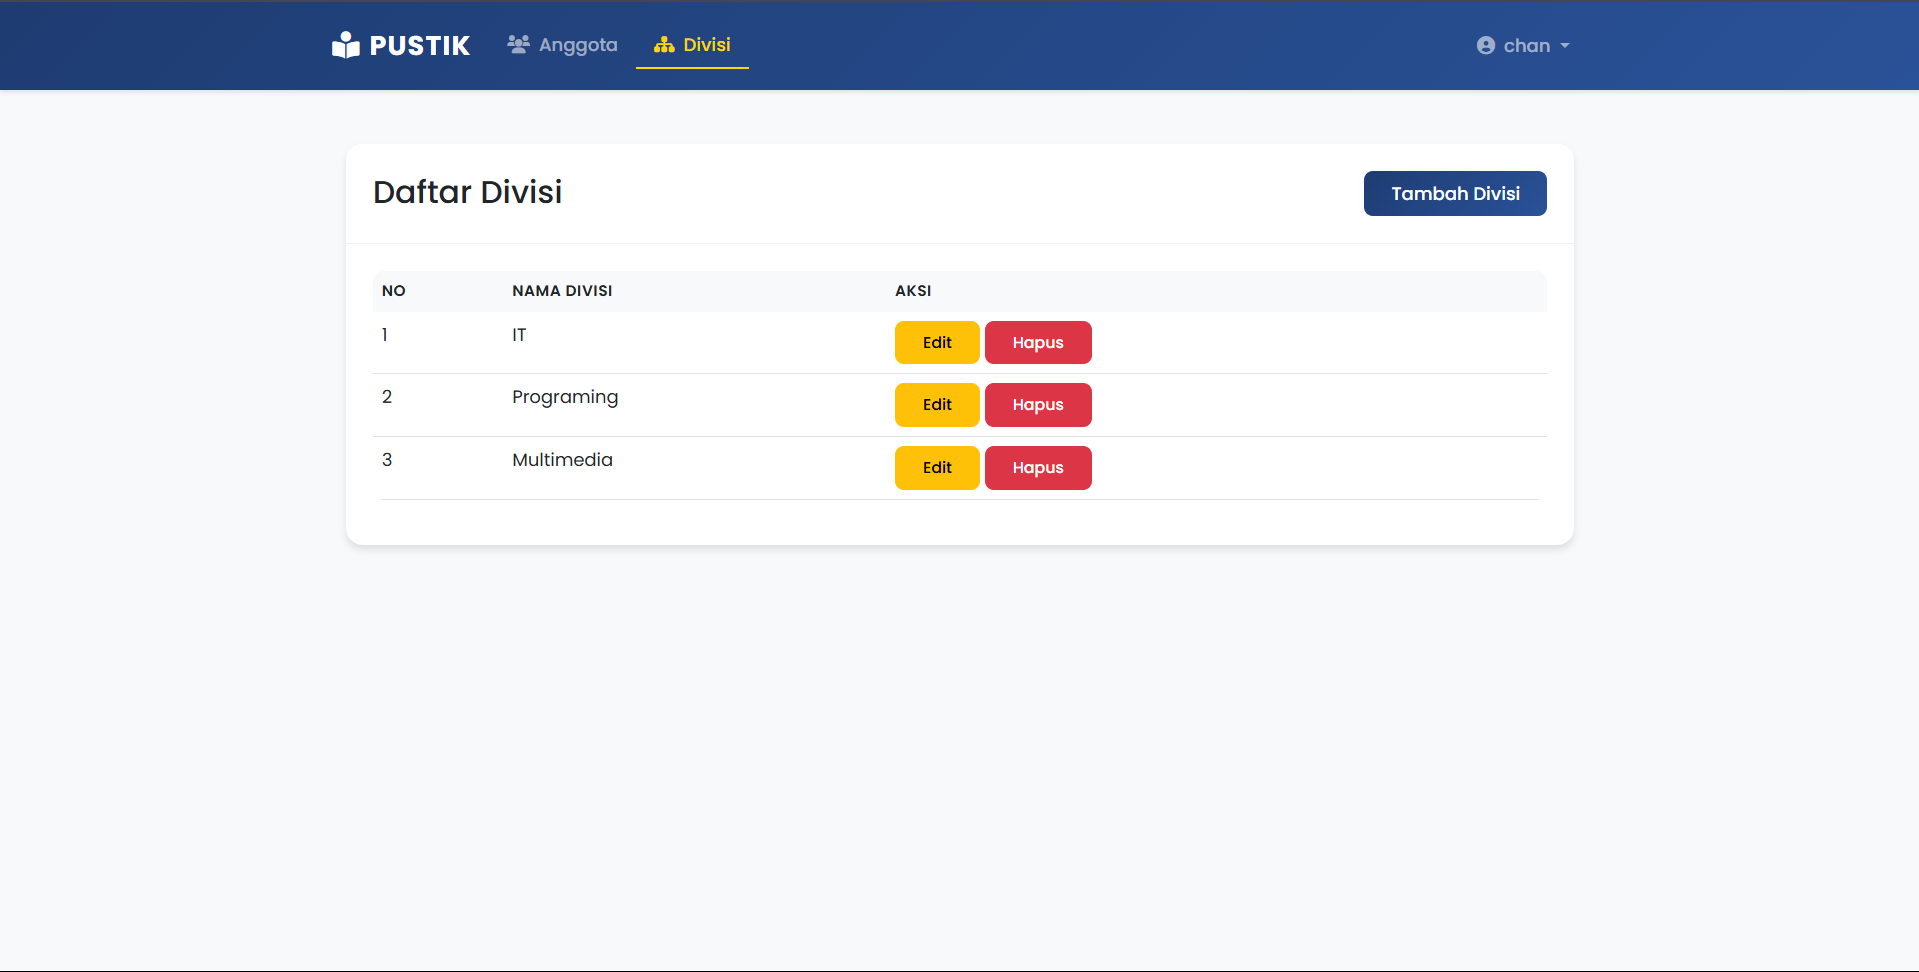 PUSTIK Anggota Divisi chan
Daftar Divisi Tambah Divisi
NO NAMA DIVISI AKSI
1 IT Edit Hapus
2 Programing Edit Hapus
3 Multimedia Edit Hapus